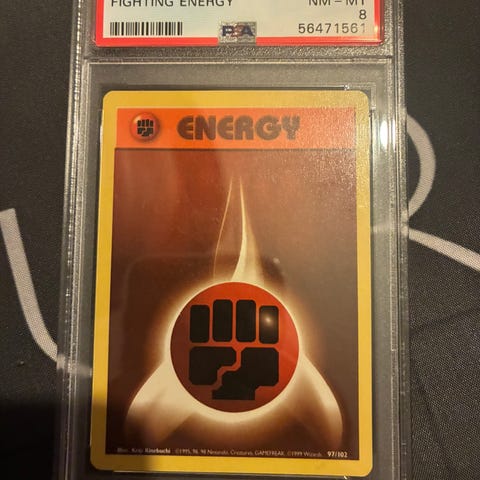 FIGHTING ENERGY
NM - MT
8
PSA
56471561
ENERGY
Illus. Keiji Kinebuchi
©1995, 96, 98 Nintendo, Creatures, GAMEFREAK. ©1999 Wizards. 97/102